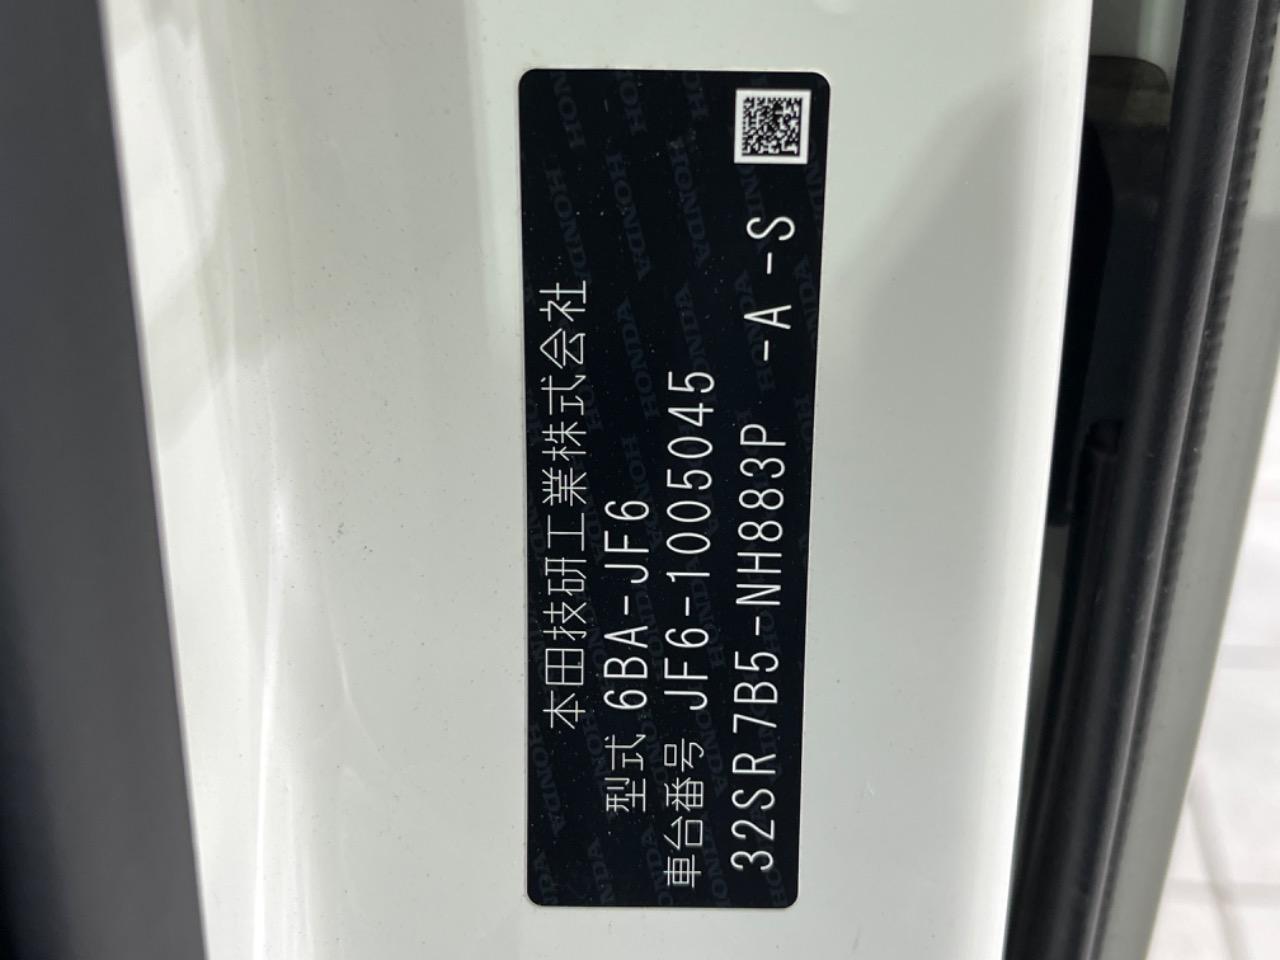 本田技研工業株式会社
型式 6BA-JF6
車台番号 JF6-1005045
32SR7B5-NH883P -A-S